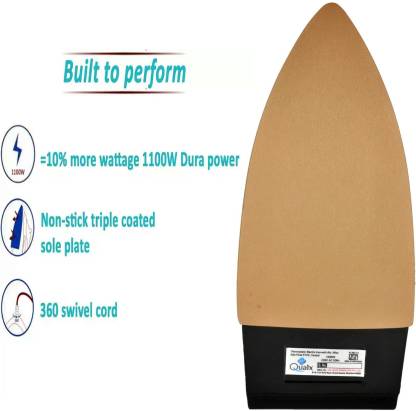 Built to perform
1100W
=10% more wattage 1100W Dura power
Non-stick triple coated
sole plate
360 swivel cord
Qualx